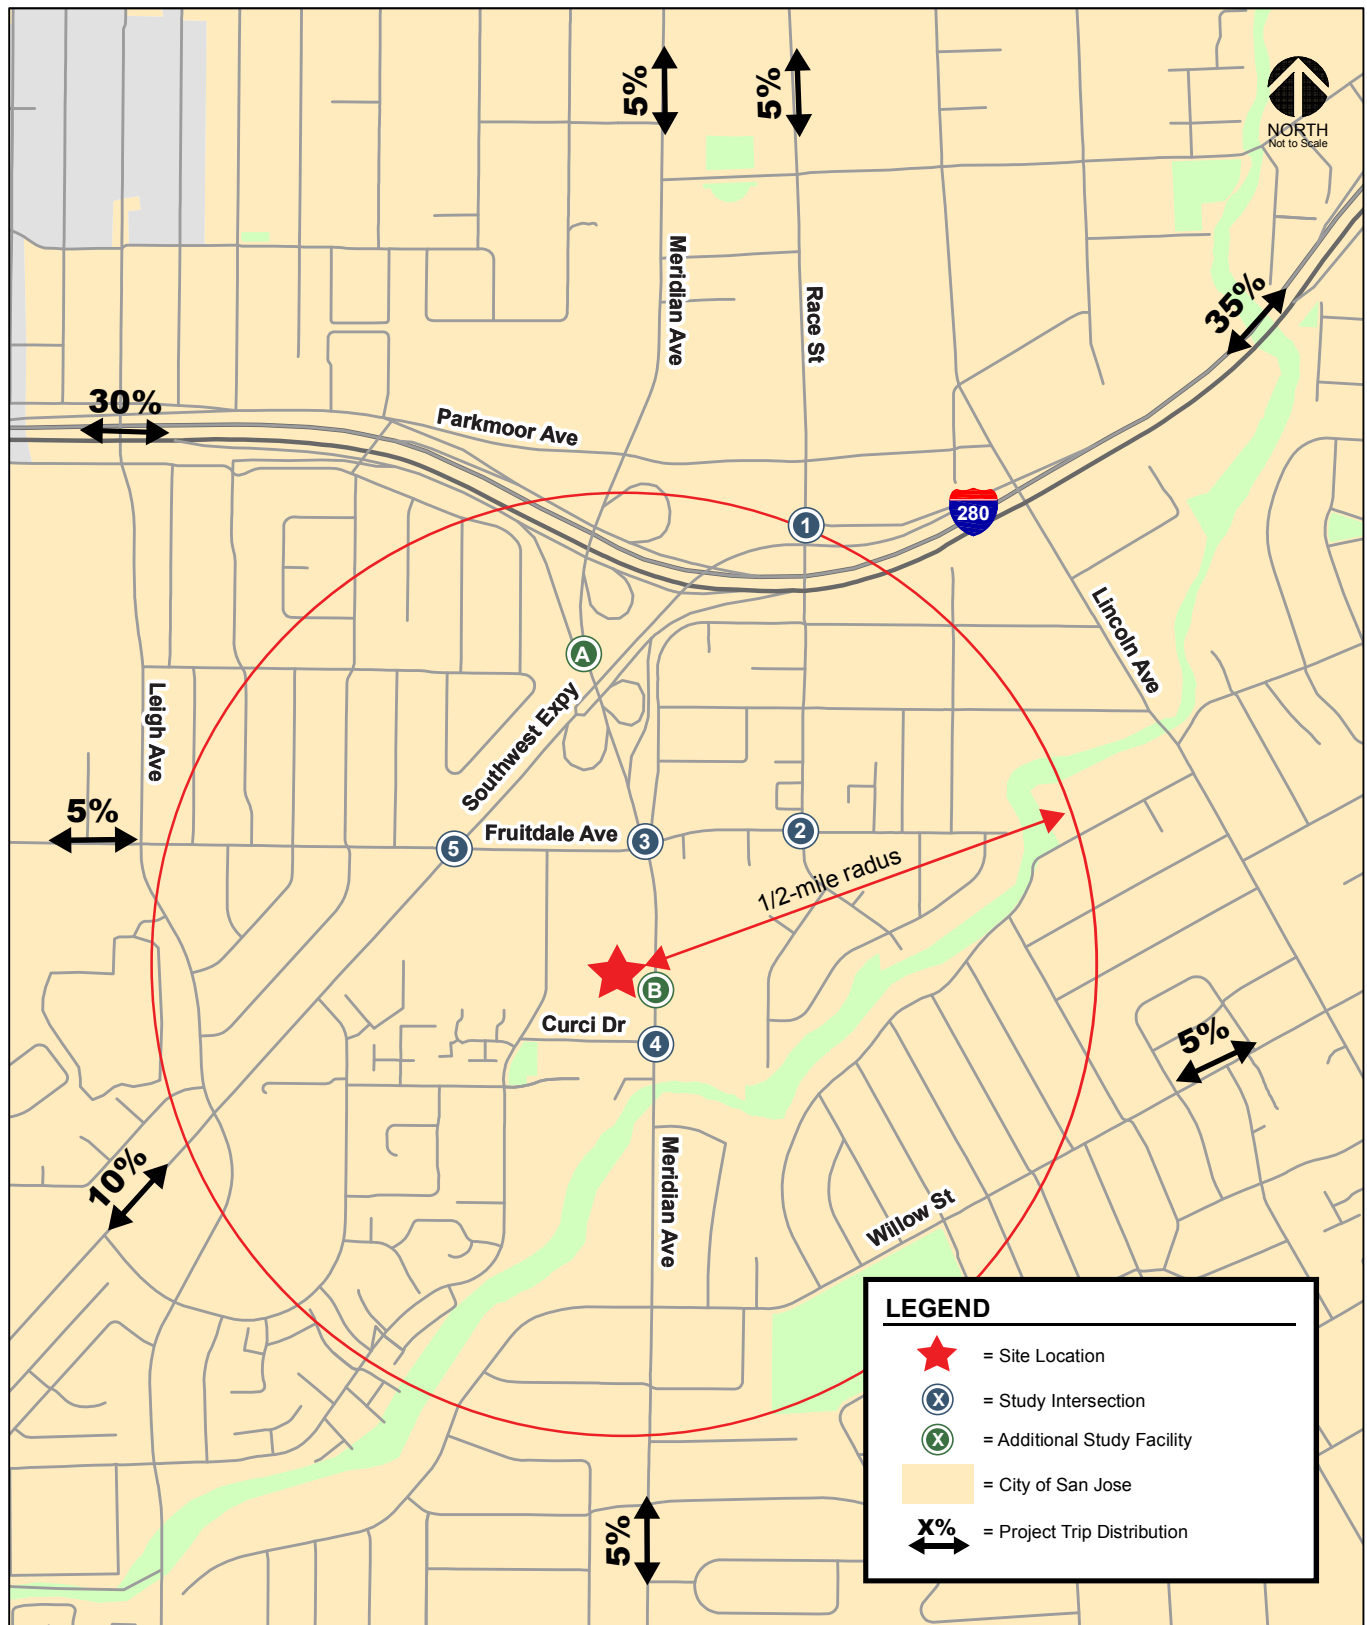 5%
5%
NORTH
Not to Scale
Meridian Ave
Race St
35%
30%
Parkmoor Ave
1
280
Lincoln Ave
A
Leigh Ave
Southwest Expy
5%
Fruitdale Ave
5
3
2
1/2-mile radus
B
Curci Dr
4
5%
10%
Meridian Ave
Willow St
5%
LEGEND
= Site Location
X
= Study Intersection
X
= Additional Study Facility
= City of San Jose
X%
= Project Trip Distribution